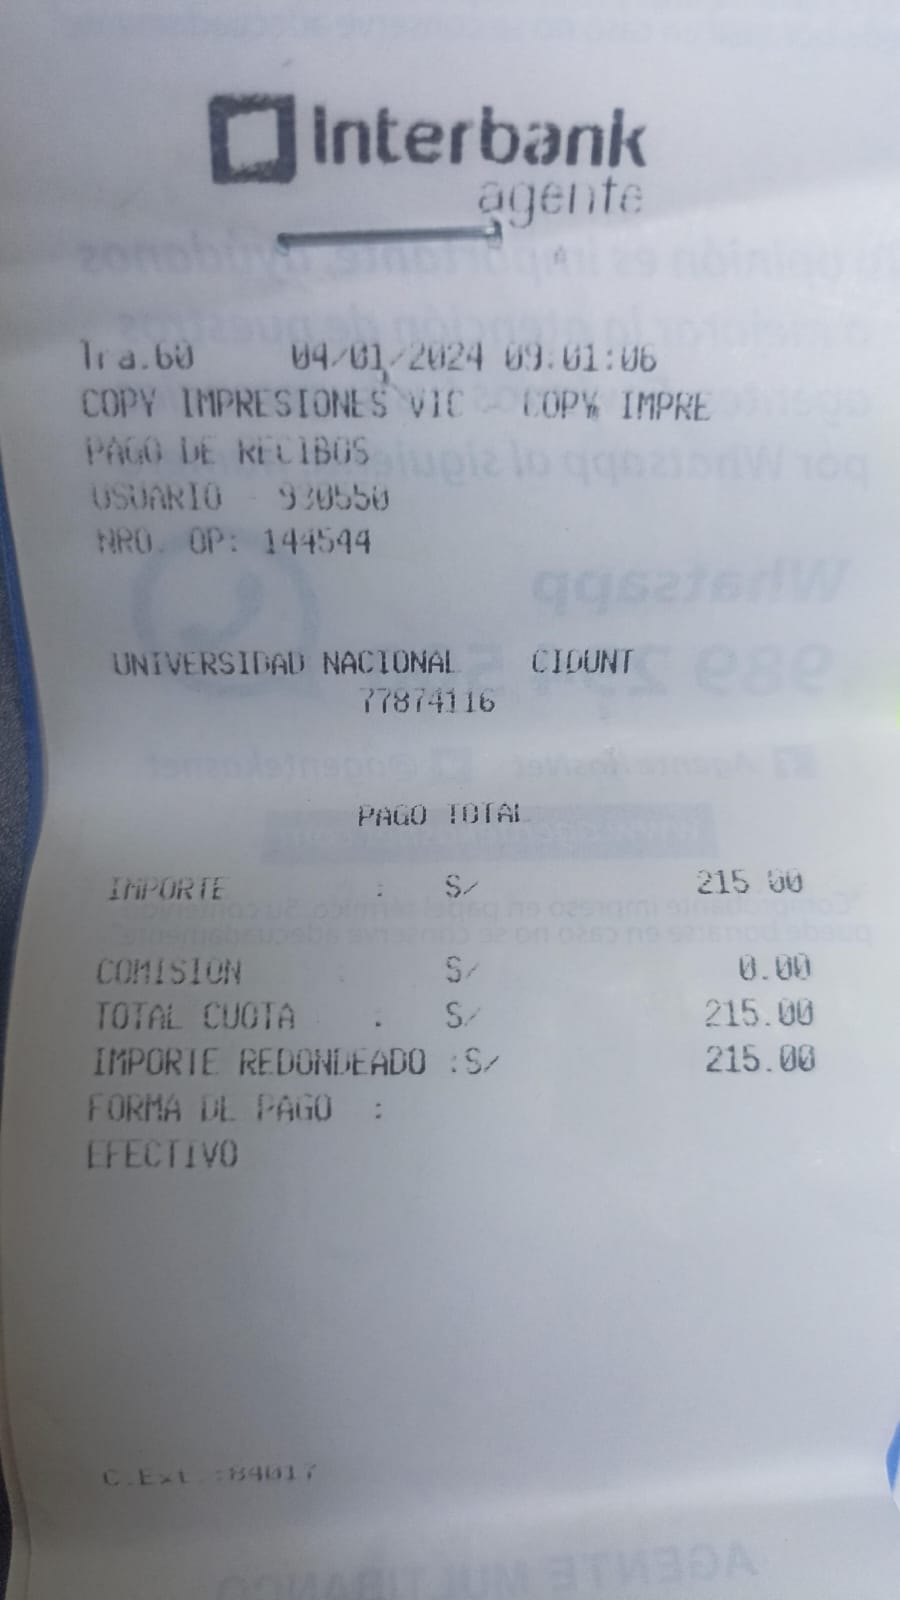 Interbank
agente
Tra.60 04/01/2024 09:01:06
COPY IMPRESIONES VIC - COPY IMPRE
PAGO DE RECIBOS
USUARIO - 930550
NRO. OP: 144544
UNIVERSIDAD NACIONAL CIDUNT
77874116
PAGO TOTAL
IMPORTE : S/ 215.00
COMISION : S/ 0.00
TOTAL CUOTA : S/ 215.00
IMPORTE REDONDEADO :S/ 215.00
FORMA DE PAGO :
EFECTIVO
C.Ext.:84017
AGENTE MULTIBANCO